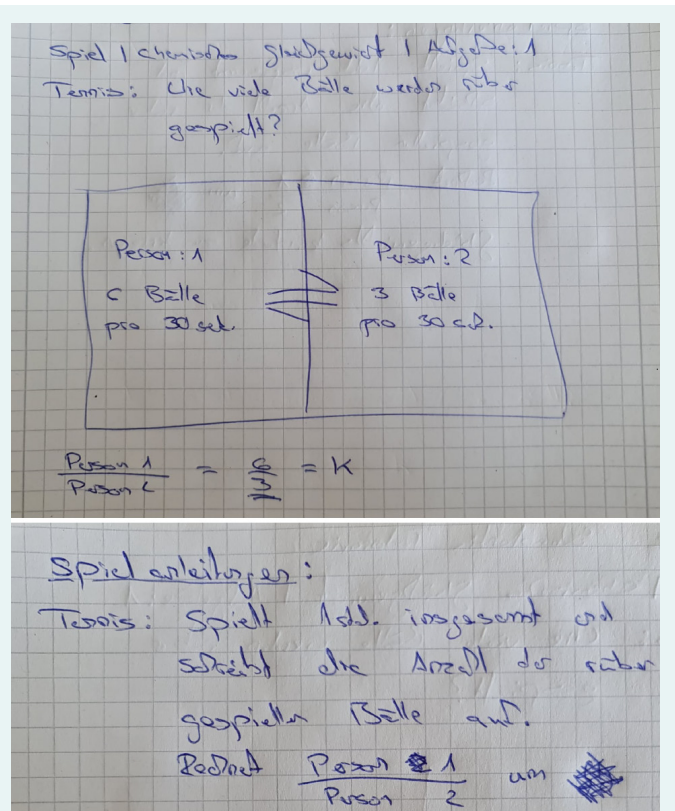 Spiel | chemisches Gleichgewicht | Aufgabe: 1
Tennis: Wie viele Bälle werden rüber
gespielt?
Person: 1
6 Bälle
pro 30 sek.
Person: 2
3 Bälle
pro 30 sek.
Person 1 / Person 2 = 6/3 = K
Spielanleitungen:
Tennis: Spielt 1 std. insgesamt und
schreibt die Anzahl der rüber
gespielten Bälle auf.
Rechnet Person 1 / Person 2 um